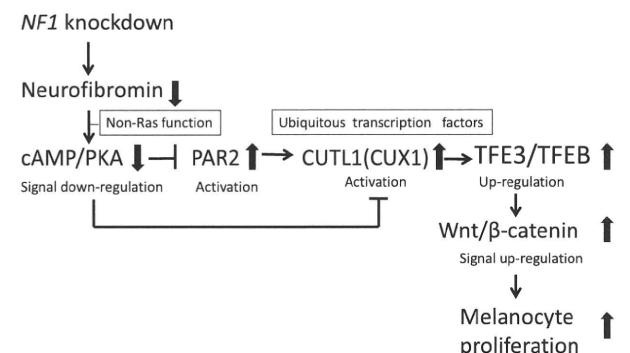 NF1 knockdown
Neurofibromin
Non-Ras function
Ubiquitous transcription factors
cAMP/PKA PAR2 CUTL1(CUX1) TFE3/TFEB
Signal down-regulation Activation Activation Up-regulation
Wnt/β-catenin
Signal up-regulation
Melanocyte
proliferation